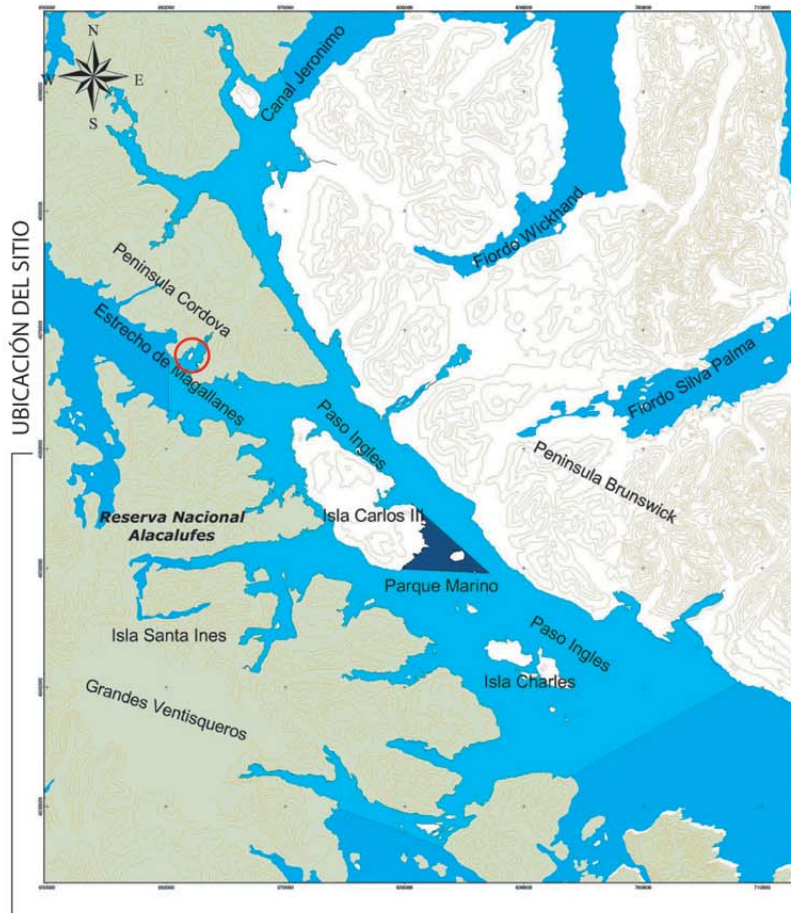 UBICACIÓN DEL SITIO
N
W
E
S
Canal Jeronimo
Fiordo Wickhand
Peninsula Cordova
Estrecho de Magallanes
Fiordo Silva Palma
Paso Ingles
Peninsula Brunswick
Isla Carlos III
Reserva Nacional
Alacalufes
Parque Marino
Isla Santa Ines
Paso Ingles
Isla Charles
Grandes Ventisqueros